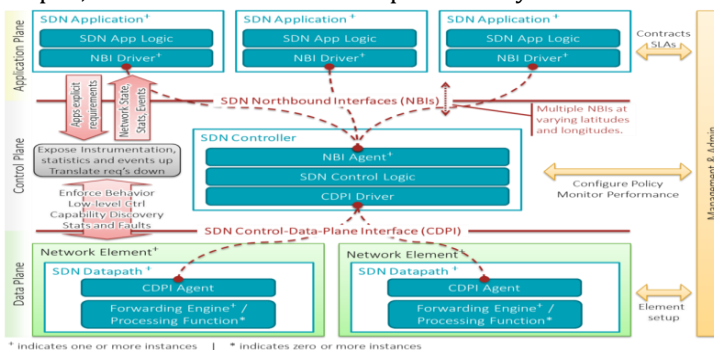 Application Plane
SDN Application+
SDN App Logic
NBI Driver+
SDN Application+
SDN App Logic
NBI Driver+
SDN Application+
SDN App Logic
NBI Driver+
Contracts
SLAs
Apps explicit
requirements
Network State,
Stats, Events
SDN Northbound Interfaces (NBIs)
Multiple NBIs at
varying latitudes
and longitudes.
Control Plane
SDN Controller
NBI Agent+
SDN Control Logic
CDPI Driver
Expose Instrumentation,
statistics and events up
Translate req's down
Enforce Behavior
Low-level Ctrl
Capability Discovery
Stats and Faults
Configure Policy
Monitor Performance
Management & Admin
SDN Control-Data-Plane Interface (CDPI)
Data Plane
Network Element+
SDN Datapath+
CDPI Agent
Forwarding Engine+ /
Processing Function*
Network Element
SDN Datapath+
CDPI Agent
Forwarding Engine+ /
Processing Function*
Element
setup
+ indicates one or more instances | * indicates zero or more instances